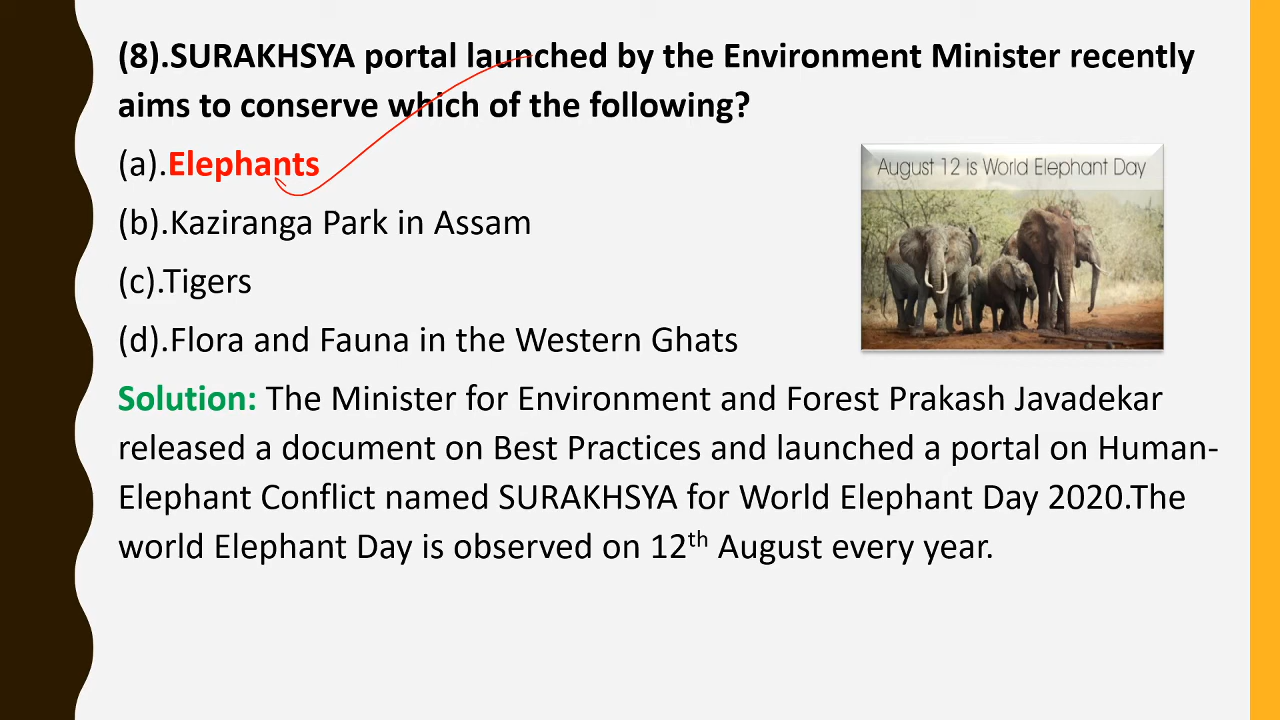 (8).SURAKHSYA portal launched by the Environment Minister recently
aims to conserve which of the following?
(a).Elephants
August 12 is World Elephant Day
(b).Kaziranga Park in Assam
(c).Tigers
(d).Flora and Fauna in the Western Ghats
Solution: The Minister for Environment and Forest Prakash Javadekar
released a document on Best Practices and launched a portal on Human-
Elephant Conflict named SURAKHSYA for World Elephant Day 2020.The
world Elephant Day is observed on 12th August every year.